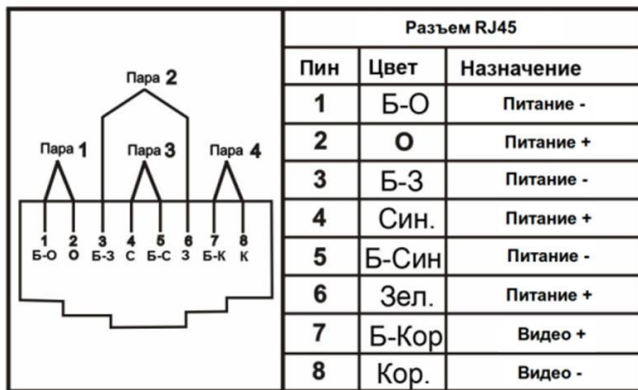 Разъем RJ45
Пин Цвет Назначение
1 Б-О Питание -
2 О Питание +
3 Б-З Питание -
4 Син. Питание +
5 Б-Син Питание -
6 Зел. Питание +
7 Б-Кор Видео +
8 Кор. Видео -
Пара 2
Пара 1 Пара 3 Пара 4
1 2 3 4 5 6 7 8
Б-О О Б-З С Б-С З Б-К К